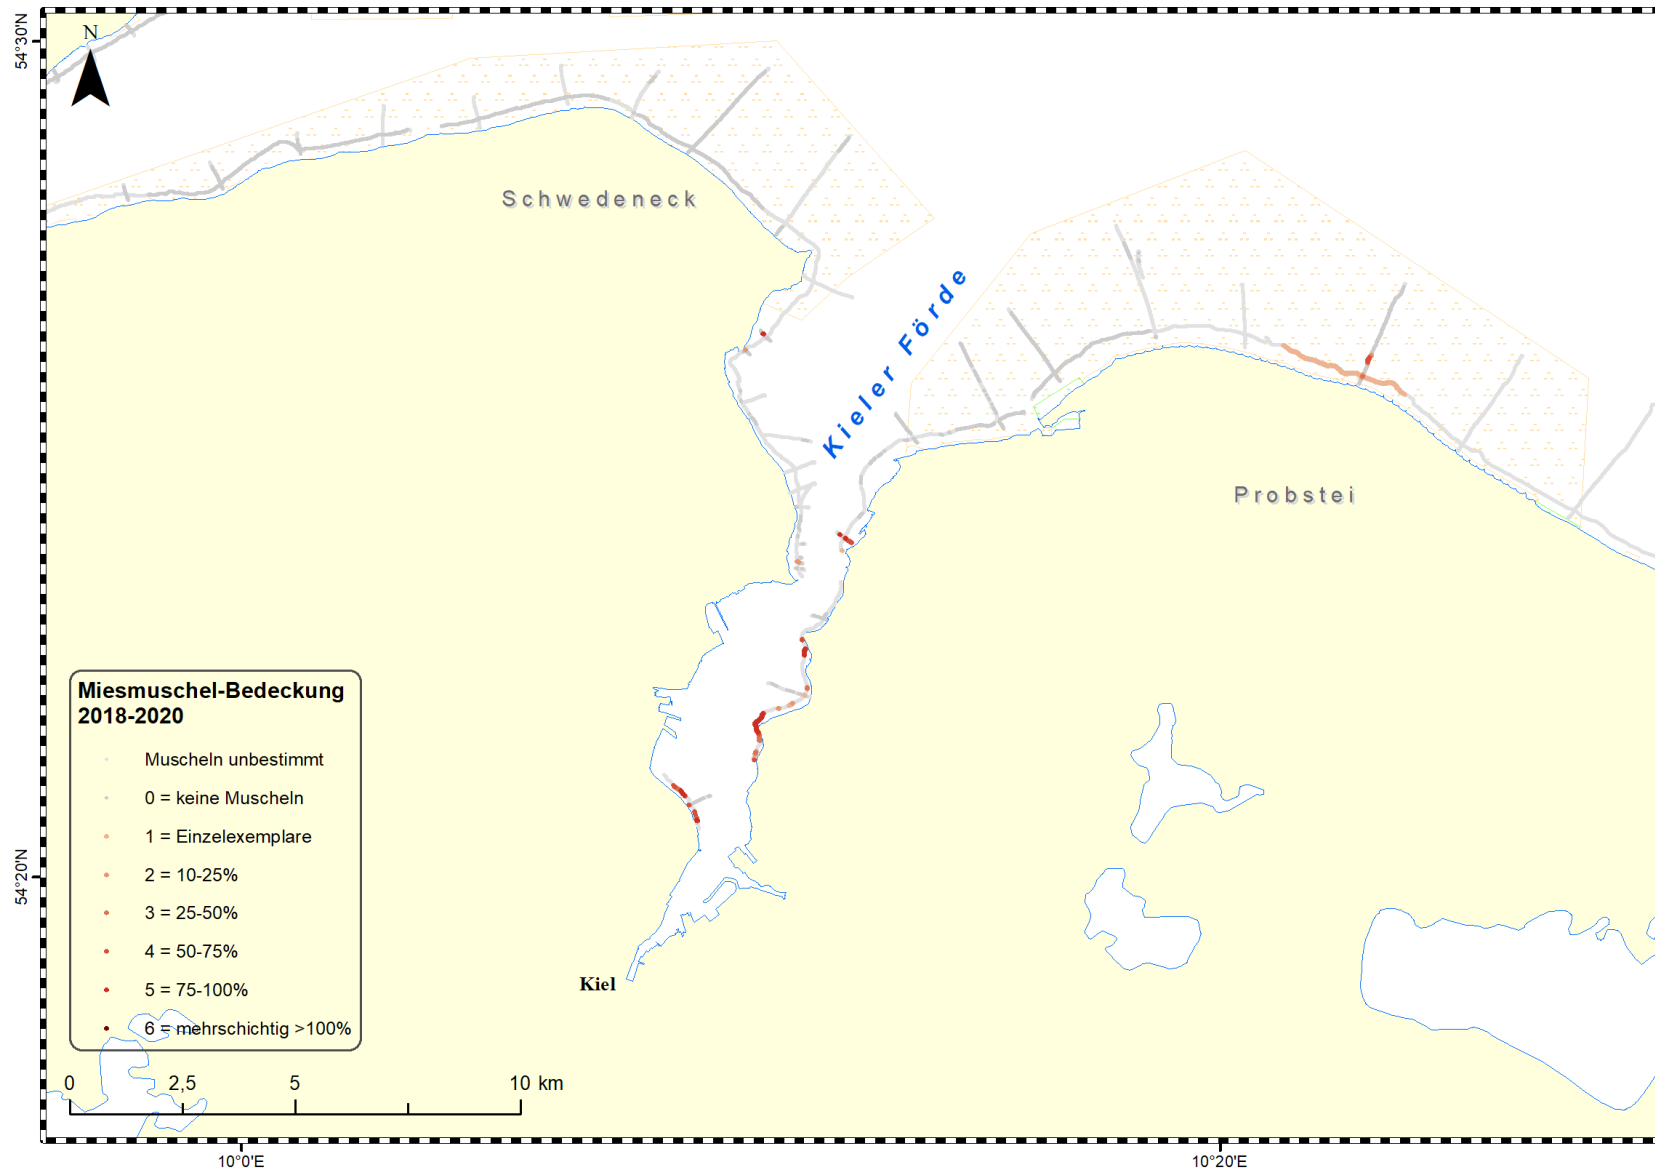 54°30'N
N
Schwedeneck
Kieler Förde
Probstei
Miesmuschel-Bedeckung
2018-2020
Muscheln unbestimmt
0 = keine Muscheln
1 = Einzelexemplare
2 = 10-25%
3 = 25-50%
4 = 50-75%
5 = 75-100%
6 = mehrschichtig >100%
54°20'N
Kiel
0 2,5 5 10 km
10°0'E 10°20'E